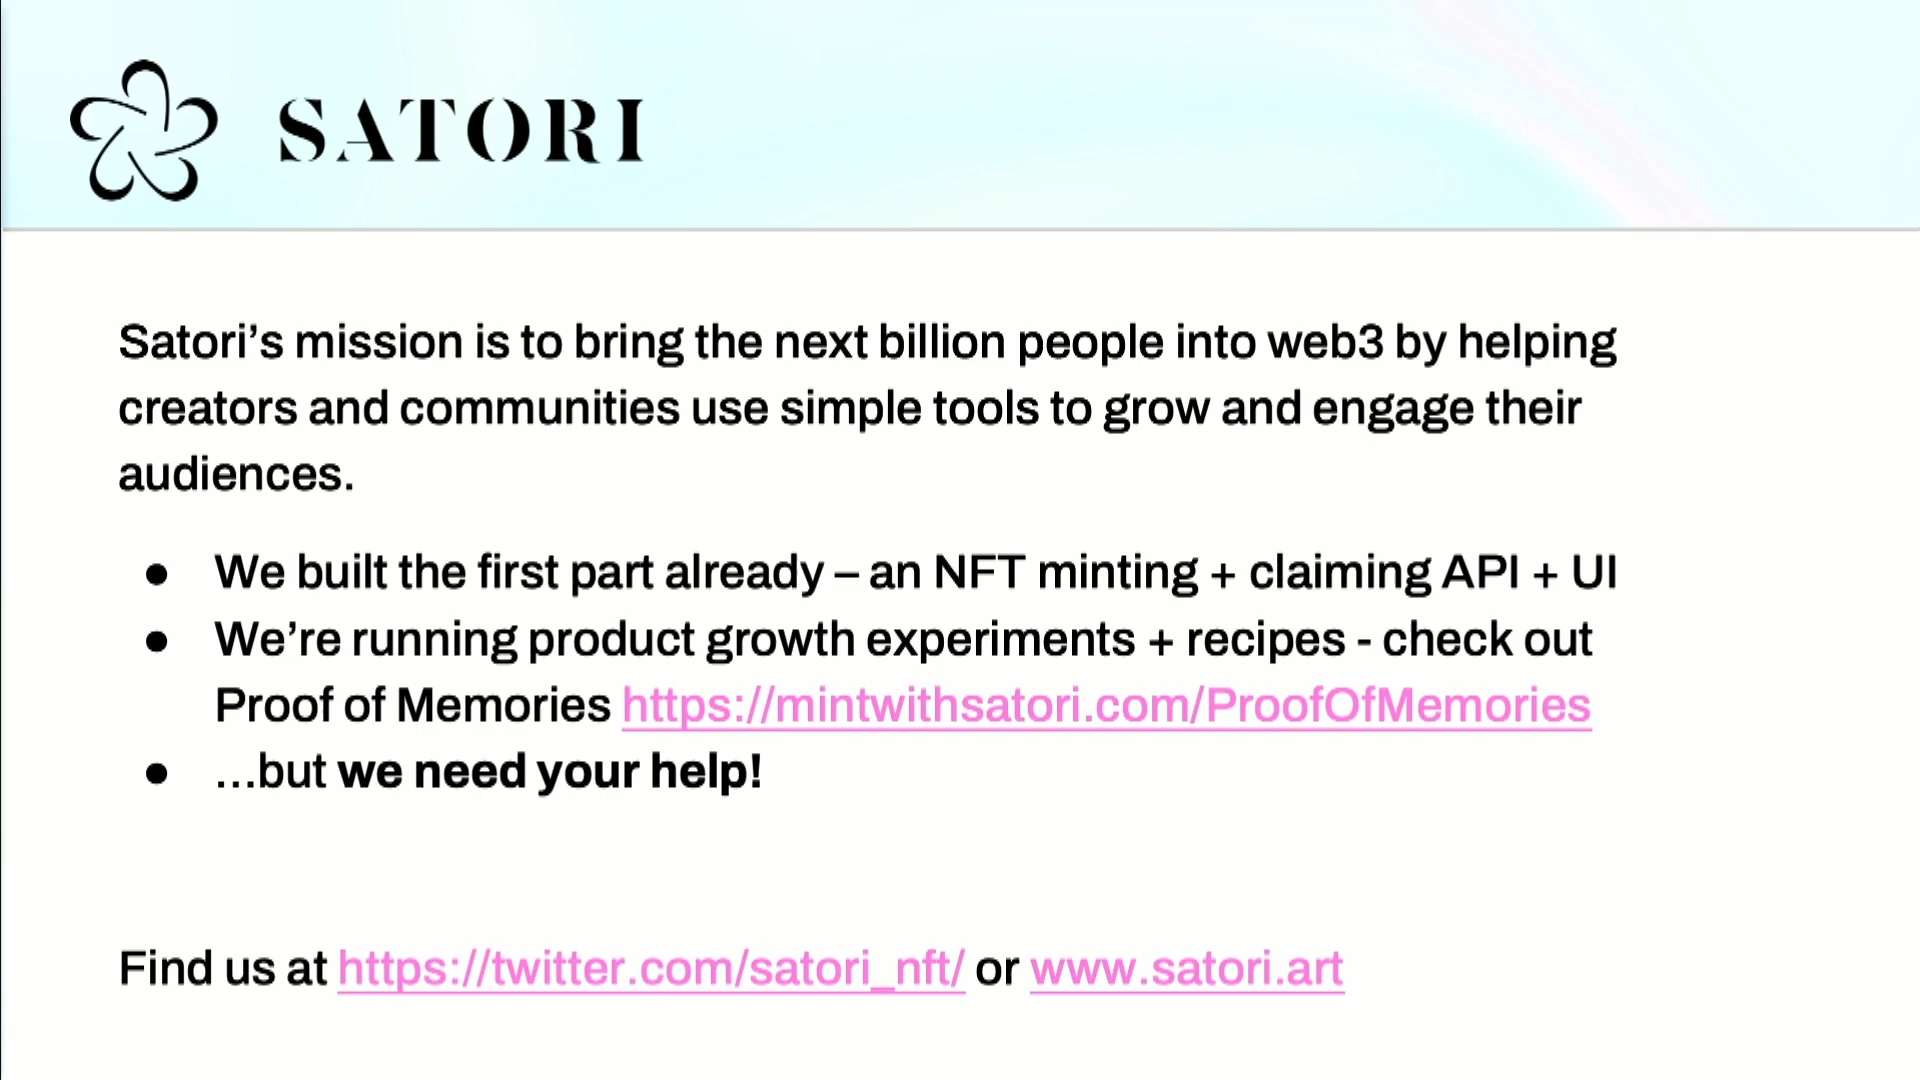 SATORI
Satori’s mission is to bring the next billion people into web3 by helping
creators and communities use simple tools to grow and engage their
audiences.
● We built the first part already – an NFT minting + claiming API + UI
● We’re running product growth experiments + recipes - check out
Proof of Memories https://mintwithsatori.com/ProofOfMemories
● ...but we need your help!
Find us at https://twitter.com/satori_nft/ or www.satori.art